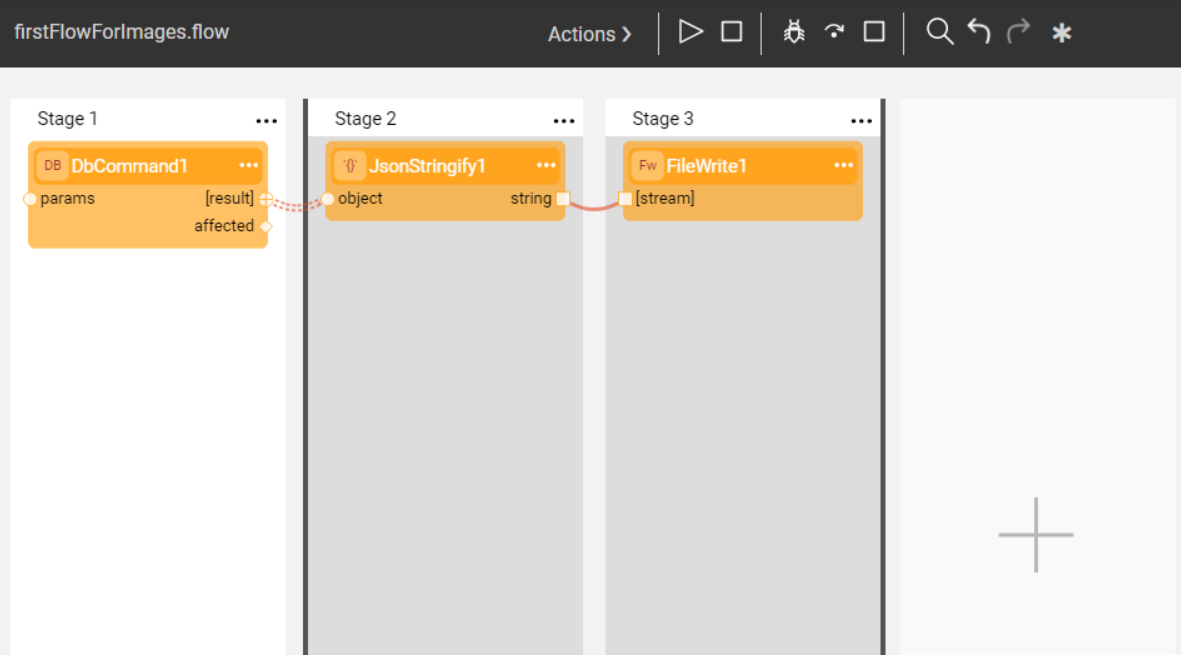 firstFlowForImages.flow
Actions
Stage 1
Stage 2
Stage 3
DB DbCommand1
'{}' JsonStringify1
Fw FileWrite1
params [result]
object string
[stream]
affected